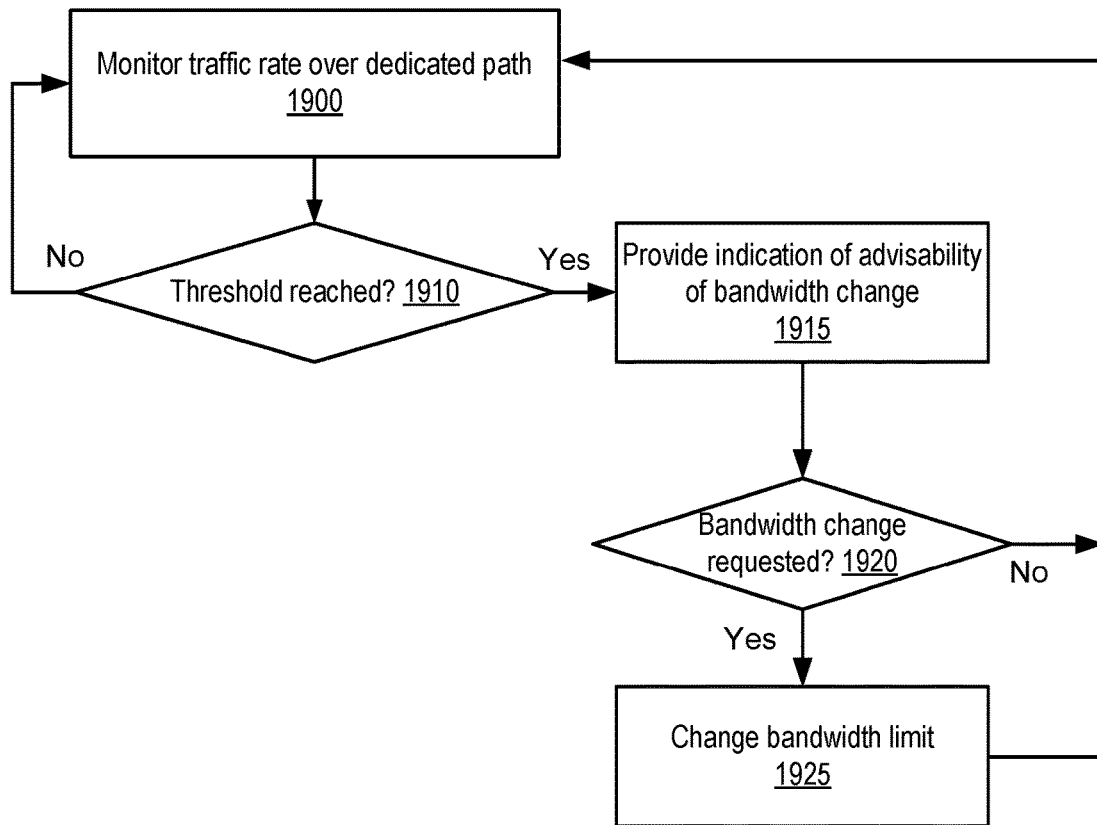 Monitor traffic rate over dedicated path
1900
No
Threshold reached? 1910
Yes
Provide indication of advisability
of bandwidth change
1915
Bandwidth change
requested? 1920
No
Yes
Change bandwidth limit
1925